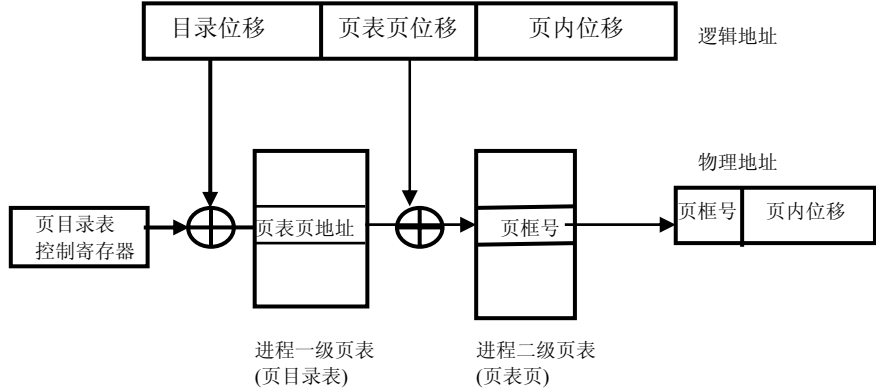 目录位移
页表页位移
页内位移
逻辑地址
物理地址
页目录表
控制寄存器
页表页地址
页框号
页框号
页内位移
进程一级页表
(页目录表)
进程二级页表
(页表页)